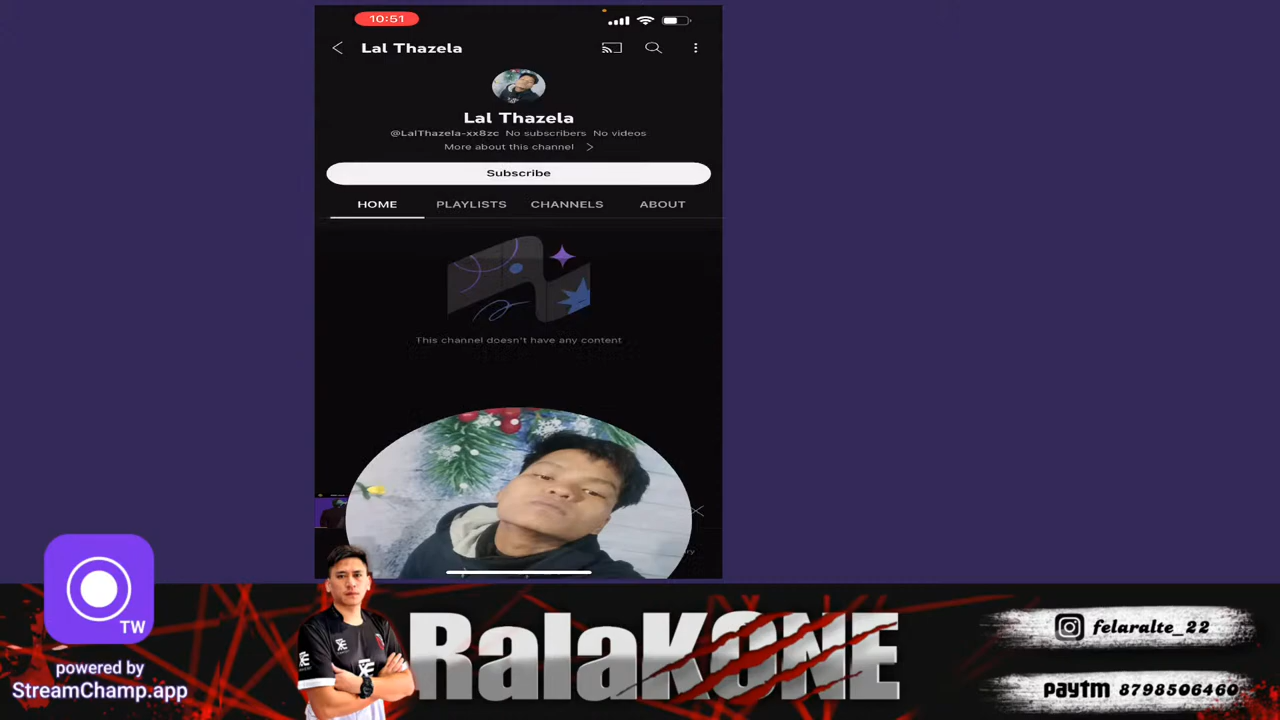 10:51
Lal Thazela
Lal Thazela
@LalThazela-xx8zc No subscribers No videos
More about this channel
Subscribe
HOME PLAYLISTS CHANNELS ABOUT
This channel doesn't have any content
TW
powered by
StreamChamp.app
RalaKONE
felaralte_22
paytm 8798506460